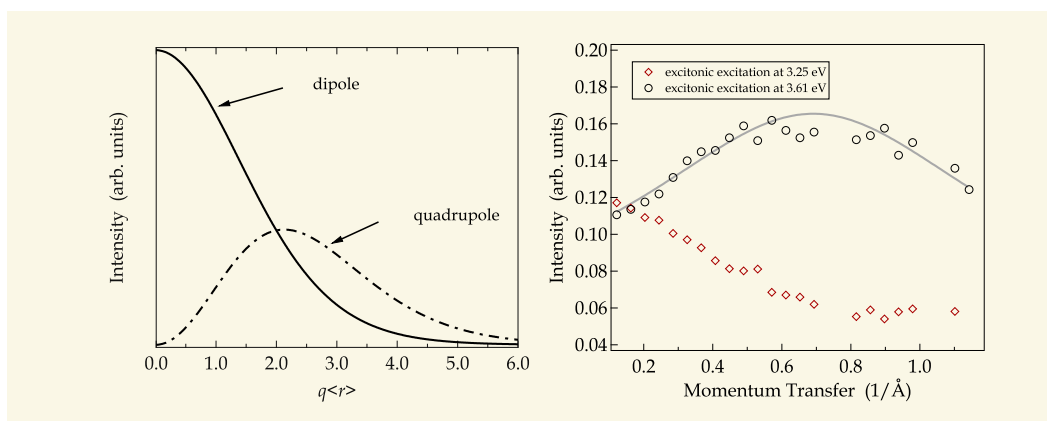 dipole
quadrupole
Intensity (arb. units)
0.0 1.0 2.0 3.0 4.0 5.0 6.0
q<r>
0.20
0.18
0.16
0.14
0.12
0.10
0.08
0.06
0.04
Intensity (arb. units)
excitonic excitation at 3.25 eV
excitonic excitation at 3.61 eV
0.2 0.4 0.6 0.8 1.0
Momentum Transfer (1/Å)